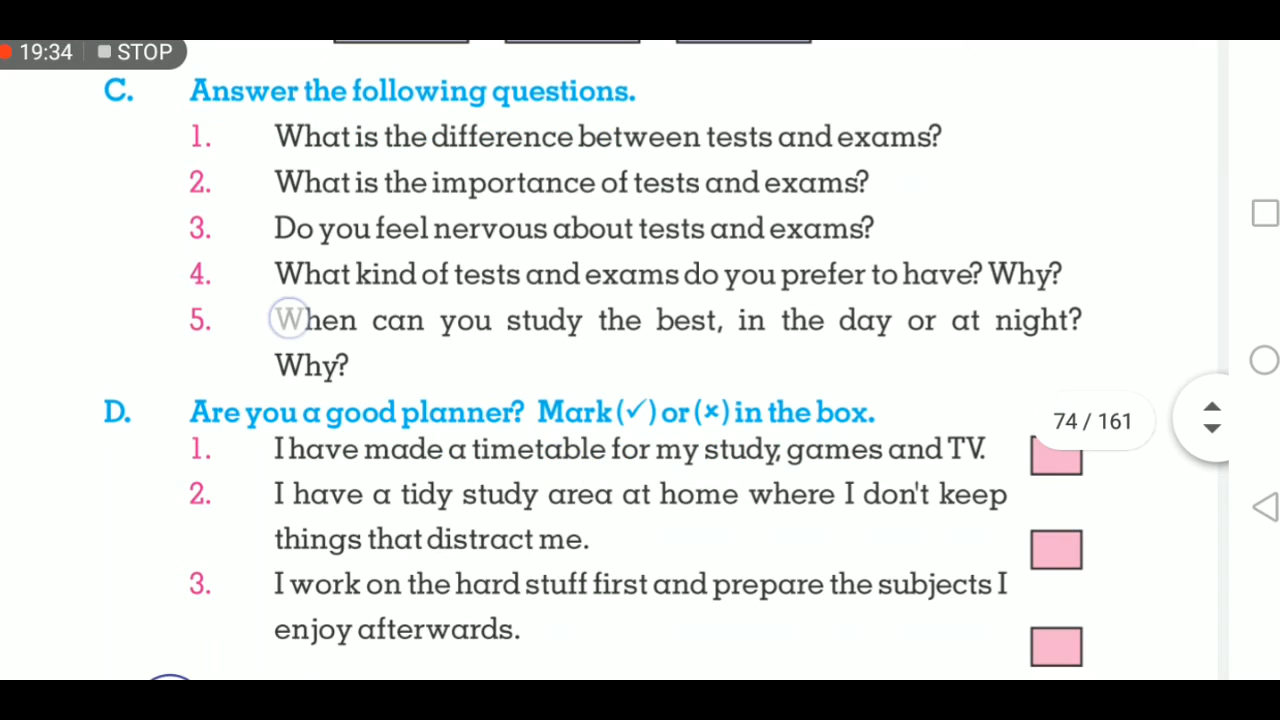 19:34 STOP
C. Answer the following questions.
1. What is the difference between tests and exams?
2. What is the importance of tests and exams?
3. Do you feel nervous about tests and exams?
4. What kind of tests and exams do you prefer to have? Why?
5. When can you study the best, in the day or at night?
Why?
D. Are you a good planner? Mark (✓) or (×) in the box.
74 / 161
1. I have made a timetable for my study, games and TV.
2. I have a tidy study area at home where I don't keep
things that distract me.
3. I work on the hard stuff first and prepare the subjects I
enjoy afterwards.